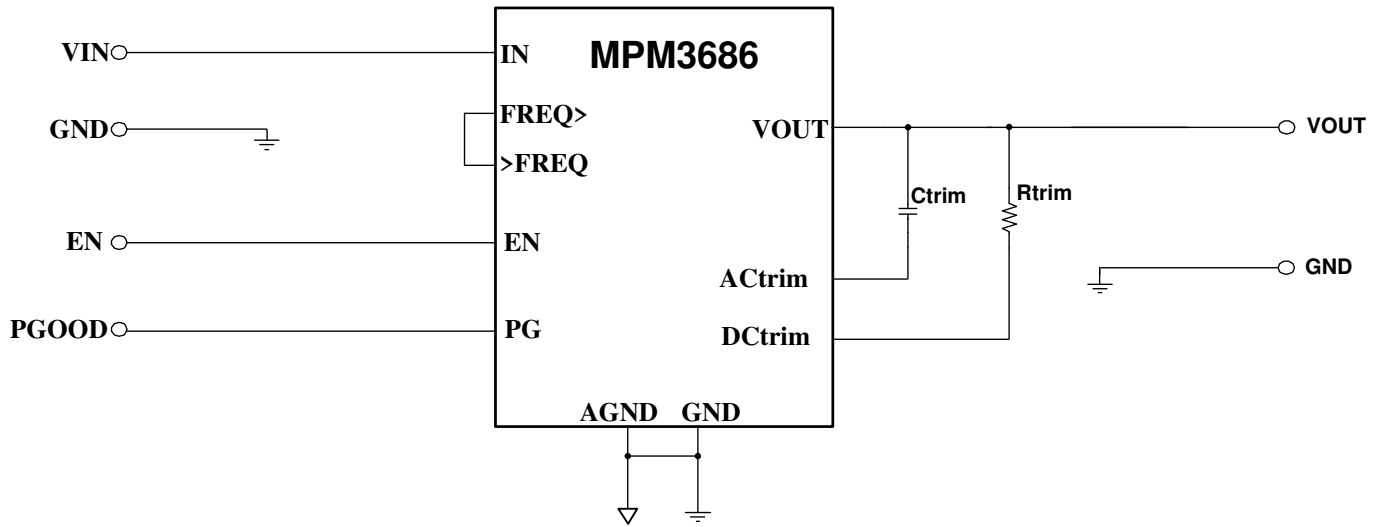 MPM3686
VIN
IN
FREQ>
GND
VOUT
VOUT
>FREQ
Ctrim
Rtrim
EN
EN
ACtrim
GND
PGOOD
PG
DCtrim
AGND
GND